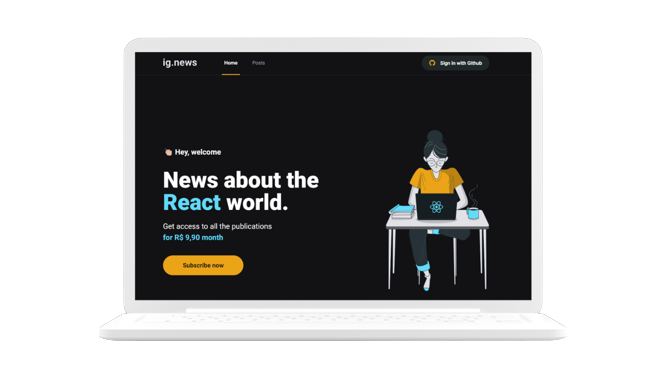 ig.news
Home
Posts
Sign in with Github
👏🏼 Hey, welcome
News about the
React world.
Get access to all the publications
for R$ 9,90 month
Subscribe now